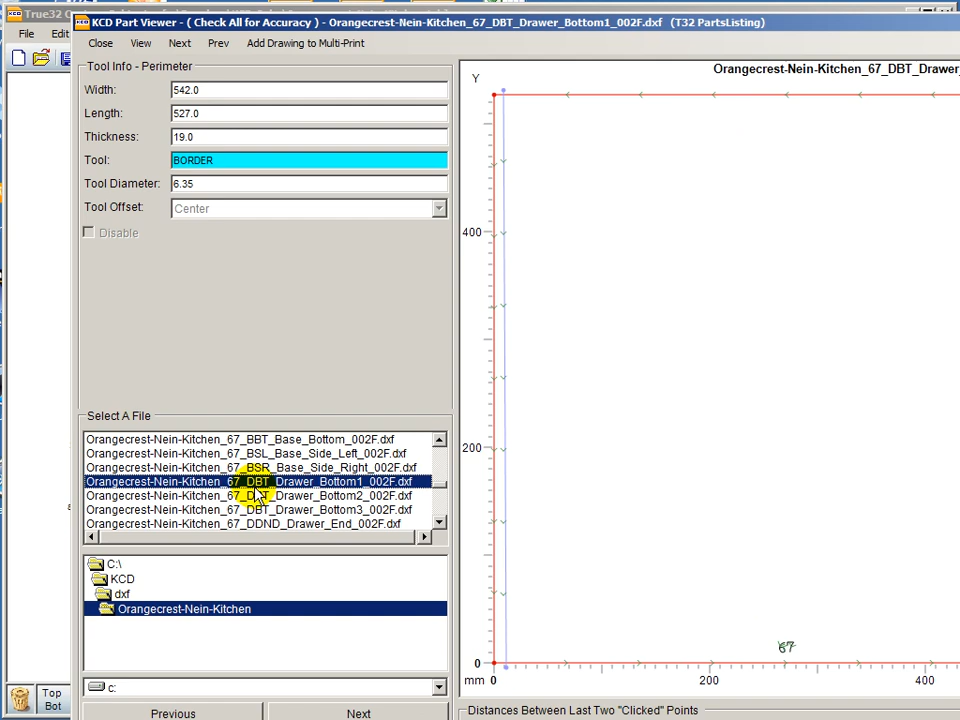 True32
KCD Part Viewer - ( Check All for Accuracy ) - Orangecrest-Nein-Kitchen_67_DBT_Drawer_Bottom1_002F.dxf (T32 PartsListing)
File Edi
Close View Next Prev Add Drawing to Multi-Print
Tool Info - Perimeter
Width: 542.0
Length: 527.0
Thickness: 19.0
Tool: BORDER
Tool Diameter: 6.35
Tool Offset: Center
Disable
Select A File
Orangecrest-Nein-Kitchen_67_BBT_Base_Bottom_002F.dxf
Orangecrest-Nein-Kitchen_67_BSL_Base_Side_Left_002F.dxf
Orangecrest-Nein-Kitchen_67_BSR_Base_Side_Right_002F.dxf
Orangecrest-Nein-Kitchen_67_DBT_Drawer_Bottom1_002F.dxf
Orangecrest-Nein-Kitchen_67_DBT_Drawer_Bottom2_002F.dxf
Orangecrest-Nein-Kitchen_67_DBT_Drawer_Bottom3_002F.dxf
Orangecrest-Nein-Kitchen_67_DDND_Drawer_End_002F.dxf
C:\
KCD
dxf
Orangecrest-Nein-Kitchen
c:
Previous Next
Top
Bot
Orangecrest-Nein-Kitchen_67_DBT_Drawer_
Y
400
200
0
67
mm 0 200 400
Distances Between Last Two "Clicked" Points